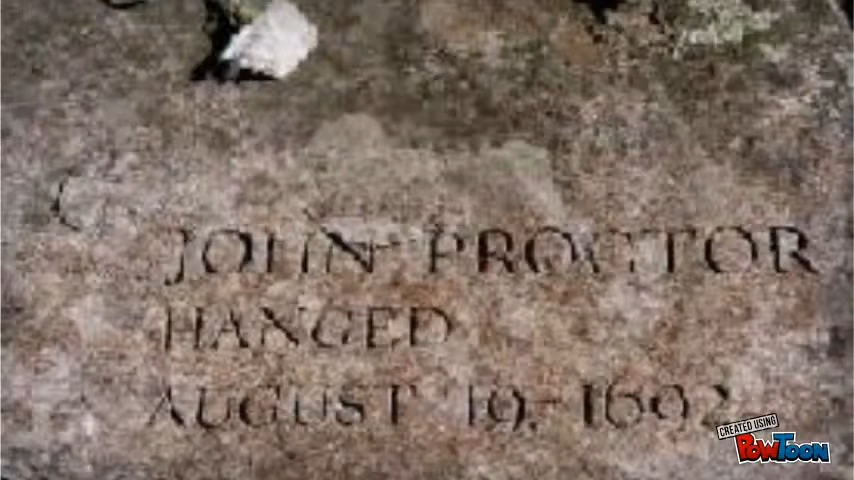 JOHN PROCTOR
HANGED
AUGUST 19, 1692
CREATED USING
POWTOON